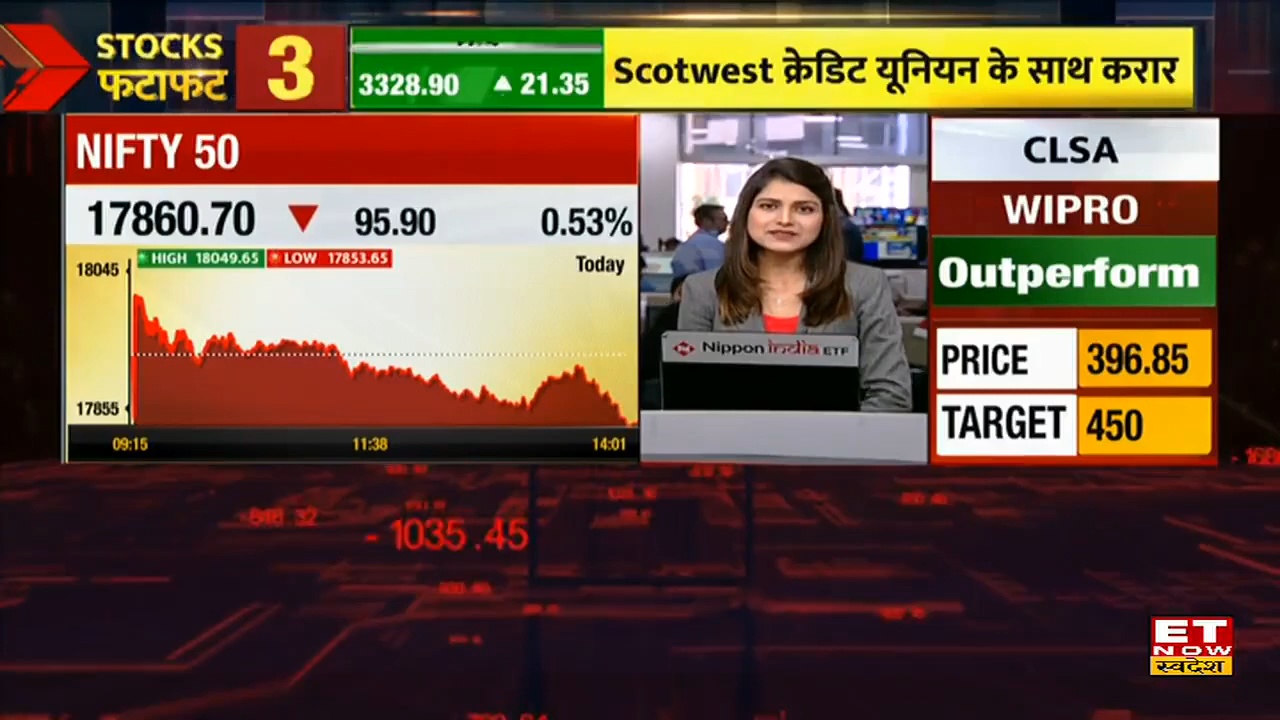 STOCKS
फटाफट
3
3328.90 ▲ 21.35
Scotwest क्रेडिट यूनियन के साथ करार
NIFTY 50
17860.70 ▼ 95.90 0.53%
HIGH 18049.65 LOW 17853.65
Today
18045
17855
09:15 11:38 14:01
Nippon india ETF
CLSA
WIPRO
Outperform
PRICE 396.85
TARGET 450
- 1035.45
ET
NOW
स्वदेश